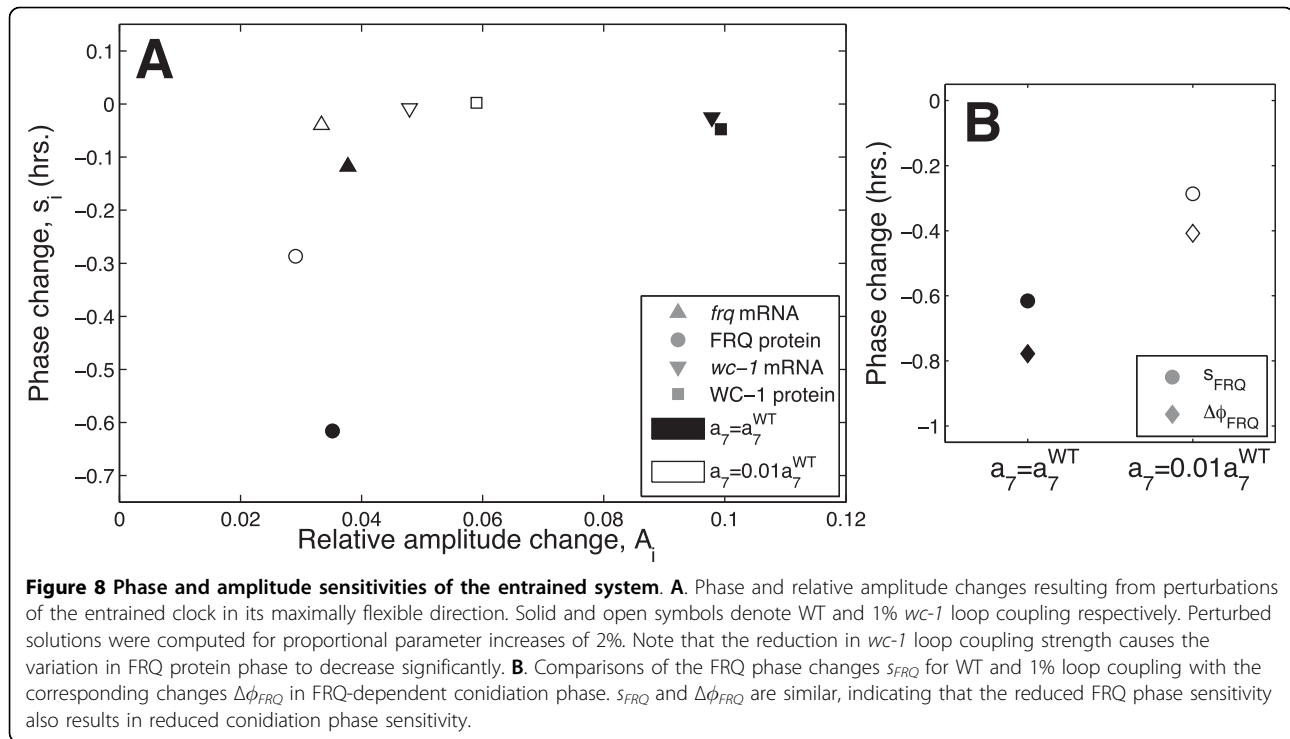 A
0.1
0
−0.1
−0.2
−0.3
−0.4
−0.5
−0.6
−0.7
Phase change, s_i (hrs.)
0
0.02
0.04
0.06
0.08
0.1
0.12
Relative amplitude change, A_i
frq mRNA
FRQ protein
wc-1 mRNA
WC−1 protein
a_7=a_7^WT
a_7=0.01a_7^WT
B
0
−0.2
−0.4
−0.6
−0.8
−1
Phase change (hrs.)
s_FRQ
Δϕ_FRQ
a_7=a_7^WT
a_7=0.01a_7^WT
Figure 8 Phase and amplitude sensitivities of the entrained system. A. Phase and relative amplitude changes resulting from perturbations
of the entrained clock in its maximally flexible direction. Solid and open symbols denote WT and 1% wc-1 loop coupling respectively. Perturbed
solutions were computed for proportional parameter increases of 2%. Note that the reduction in wc-1 loop coupling strength causes the
variation in FRQ protein phase to decrease significantly. B. Comparisons of the FRQ phase changes s_FRQ for WT and 1% loop coupling with the
corresponding changes Δϕ_FRQ in FRQ-dependent conidiation phase. s_FRQ and Δϕ_FRQ are similar, indicating that the reduced FRQ phase sensitivity
also results in reduced conidiation phase sensitivity.